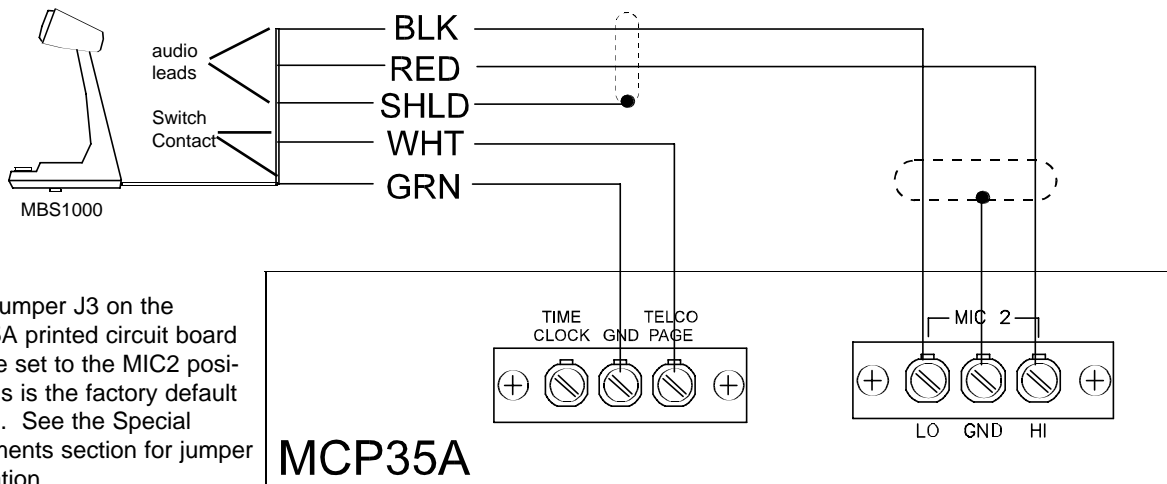 BLK
audio
leads
RED
SHLD
Switch
Contact
WHT
GRN
MBS1000
umper J3 on the
A printed circuit board
e set to the MIC2 posi-
s is the factory default
. See the Special
ments section for jumper
ation
TIME
CLOCK GND
TELCO
PAGE
MIC 2
LO GND HI
MCP35A